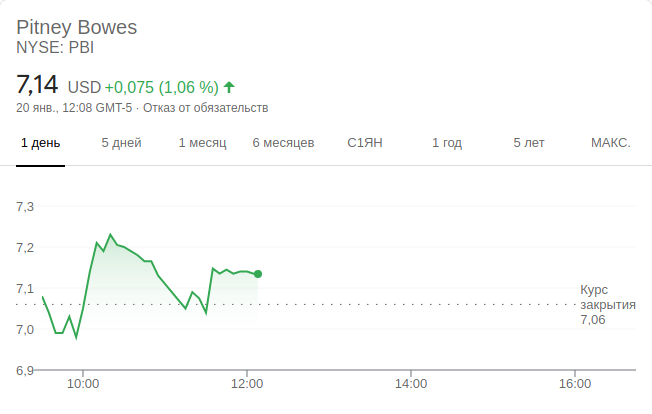 Pitney Bowes
NYSE: PBI
7,14 USD +0,075 (1,06 %)
20 янв., 12:08 GMT-5 · Отказ от обязательств
1 день 5 дней 1 месяц 6 месяцев С1ЯН 1 год 5 лет МАКС.
7,3
7,2
7,1
7,0
6,9
Курс
закрытия
7,06
10:00 12:00 14:00 16:00